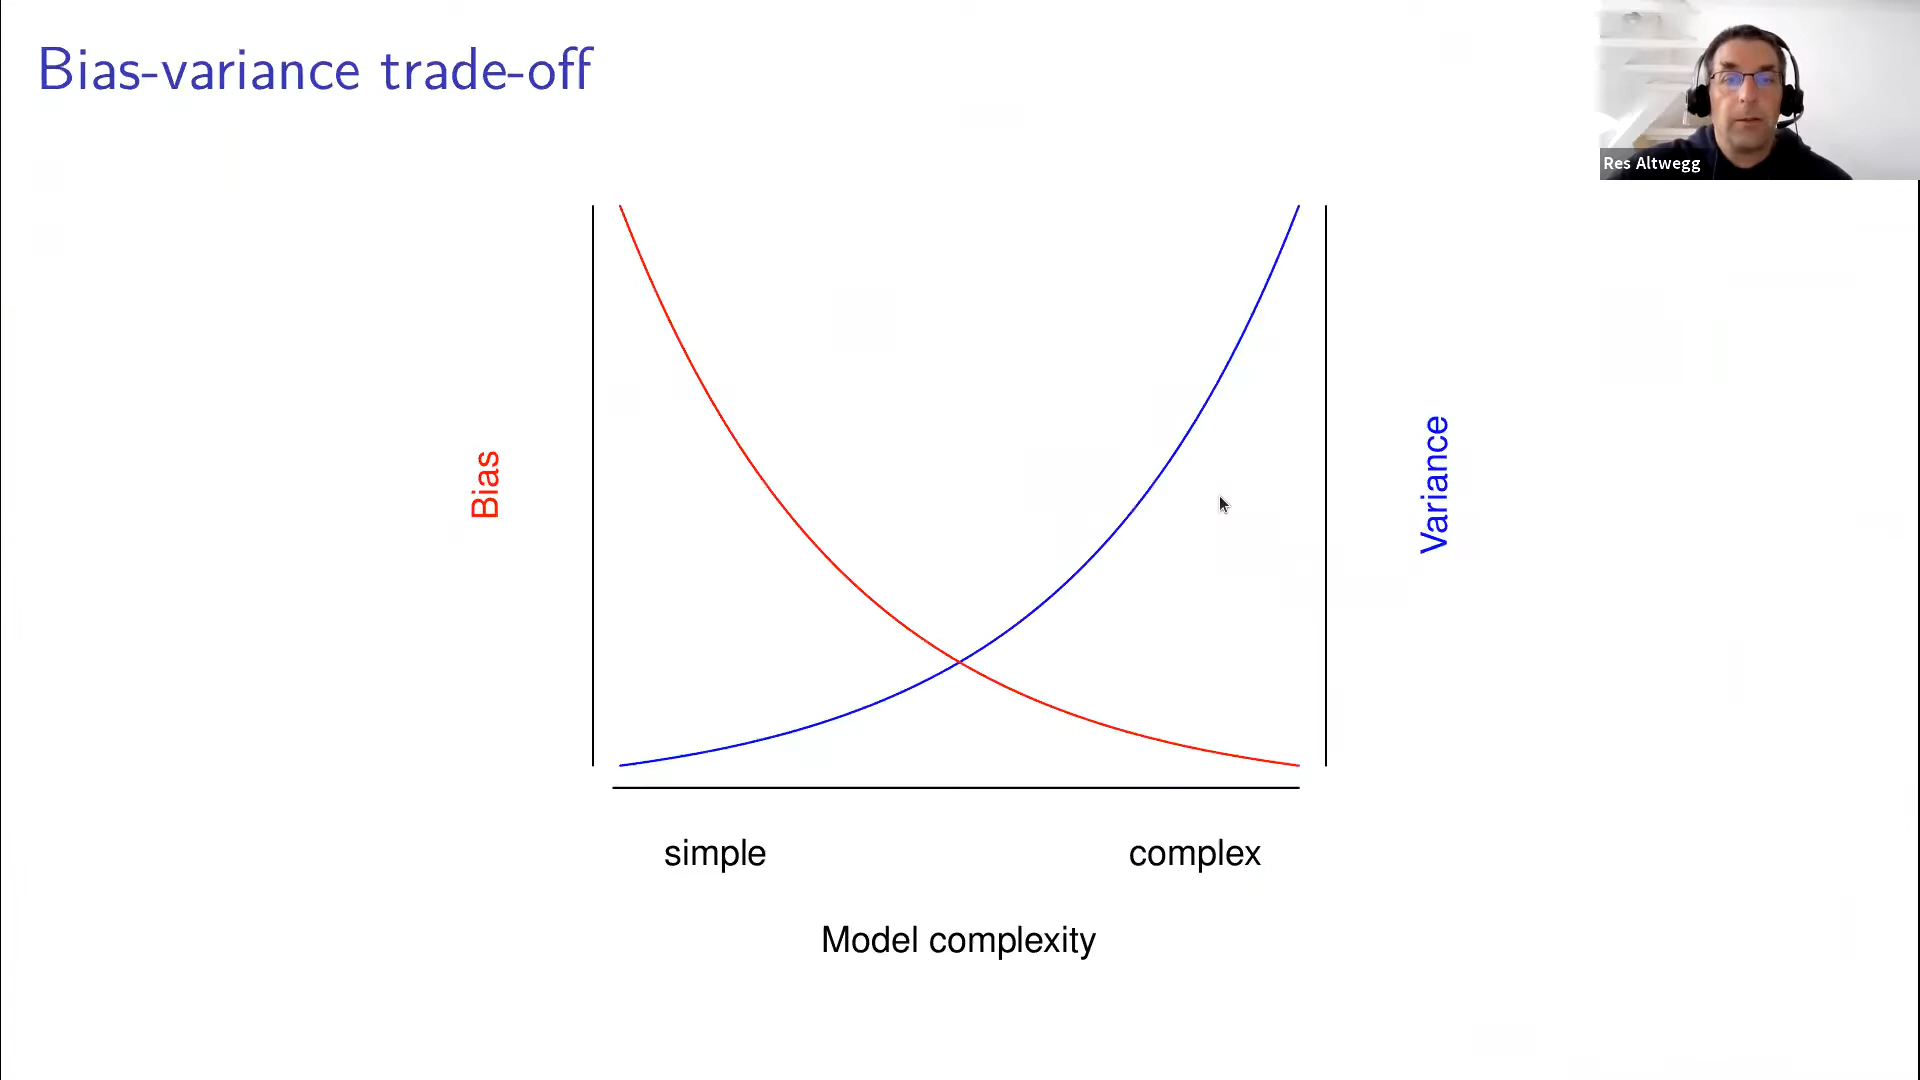 Bias-variance trade-off
Res Altwegg
Bias
Variance
simple complex
Model complexity